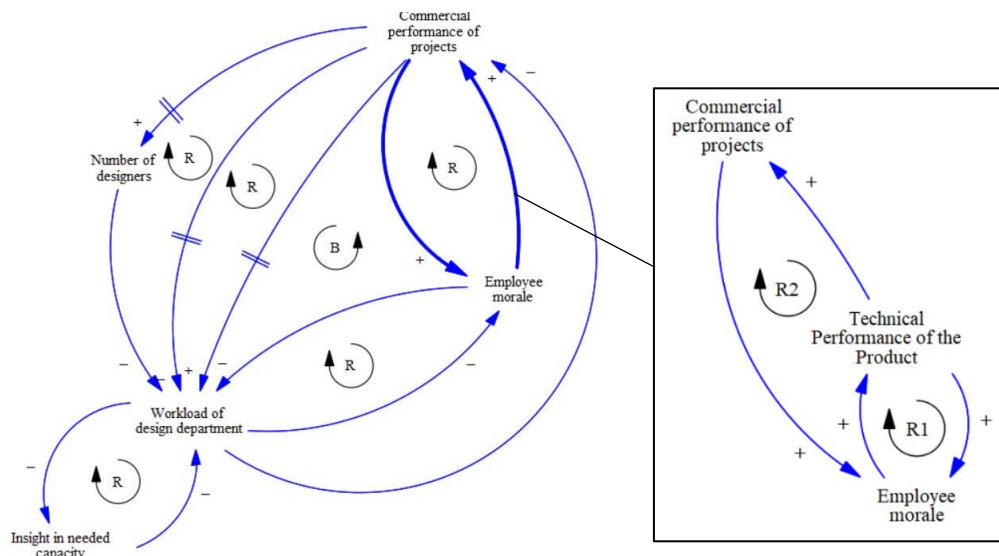 Commercial
performance of
projects
+
−
+
Number of
designers
R
R
R
B
+
Employee
morale
R
−
−
−
+
−
Workload of
design department
−
R
−
Insight in needed
capacity
Commercial
performance of
projects
+
R2
Technical
Performance of the
Product
+
R1
+
+
Employee
morale